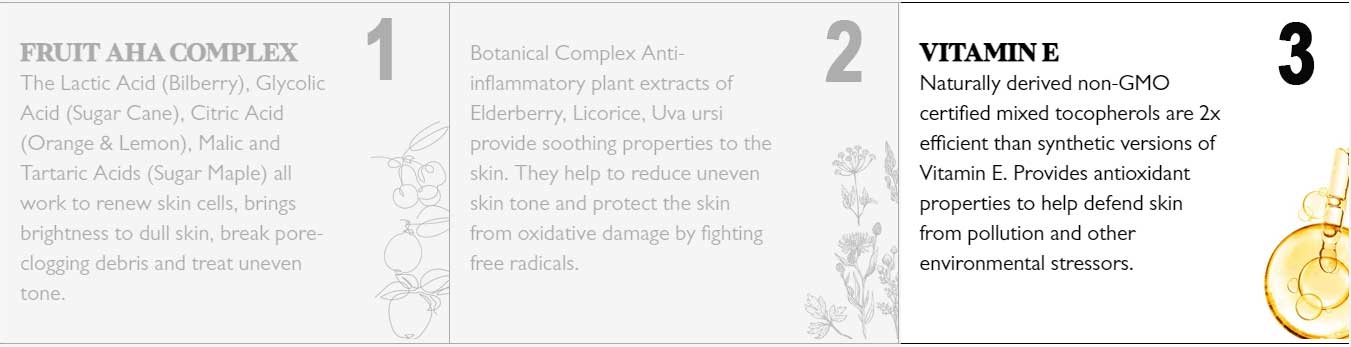 1
FRUIT AHA COMPLEX
The Lactic Acid (Bilberry), Glycolic
Acid (Sugar Cane), Citric Acid
(Orange & Lemon), Malic and
Tartaric Acids (Sugar Maple) all
work to renew skin cells, brings
brightness to dull skin, break pore-
clogging debris and treat uneven
tone.
2
Botanical Complex Anti-
inflammatory plant extracts of
Elderberry, Licorice, Uva ursi
provide soothing properties to the
skin. They help to reduce uneven
skin tone and protect the skin
from oxidative damage by fighting
free radicals.
3
VITAMIN E
Naturally derived non-GMO
certified mixed tocopherols are 2x
efficient than synthetic versions of
Vitamin E. Provides antioxidant
properties to help defend skin
from pollution and other
environmental stressors.